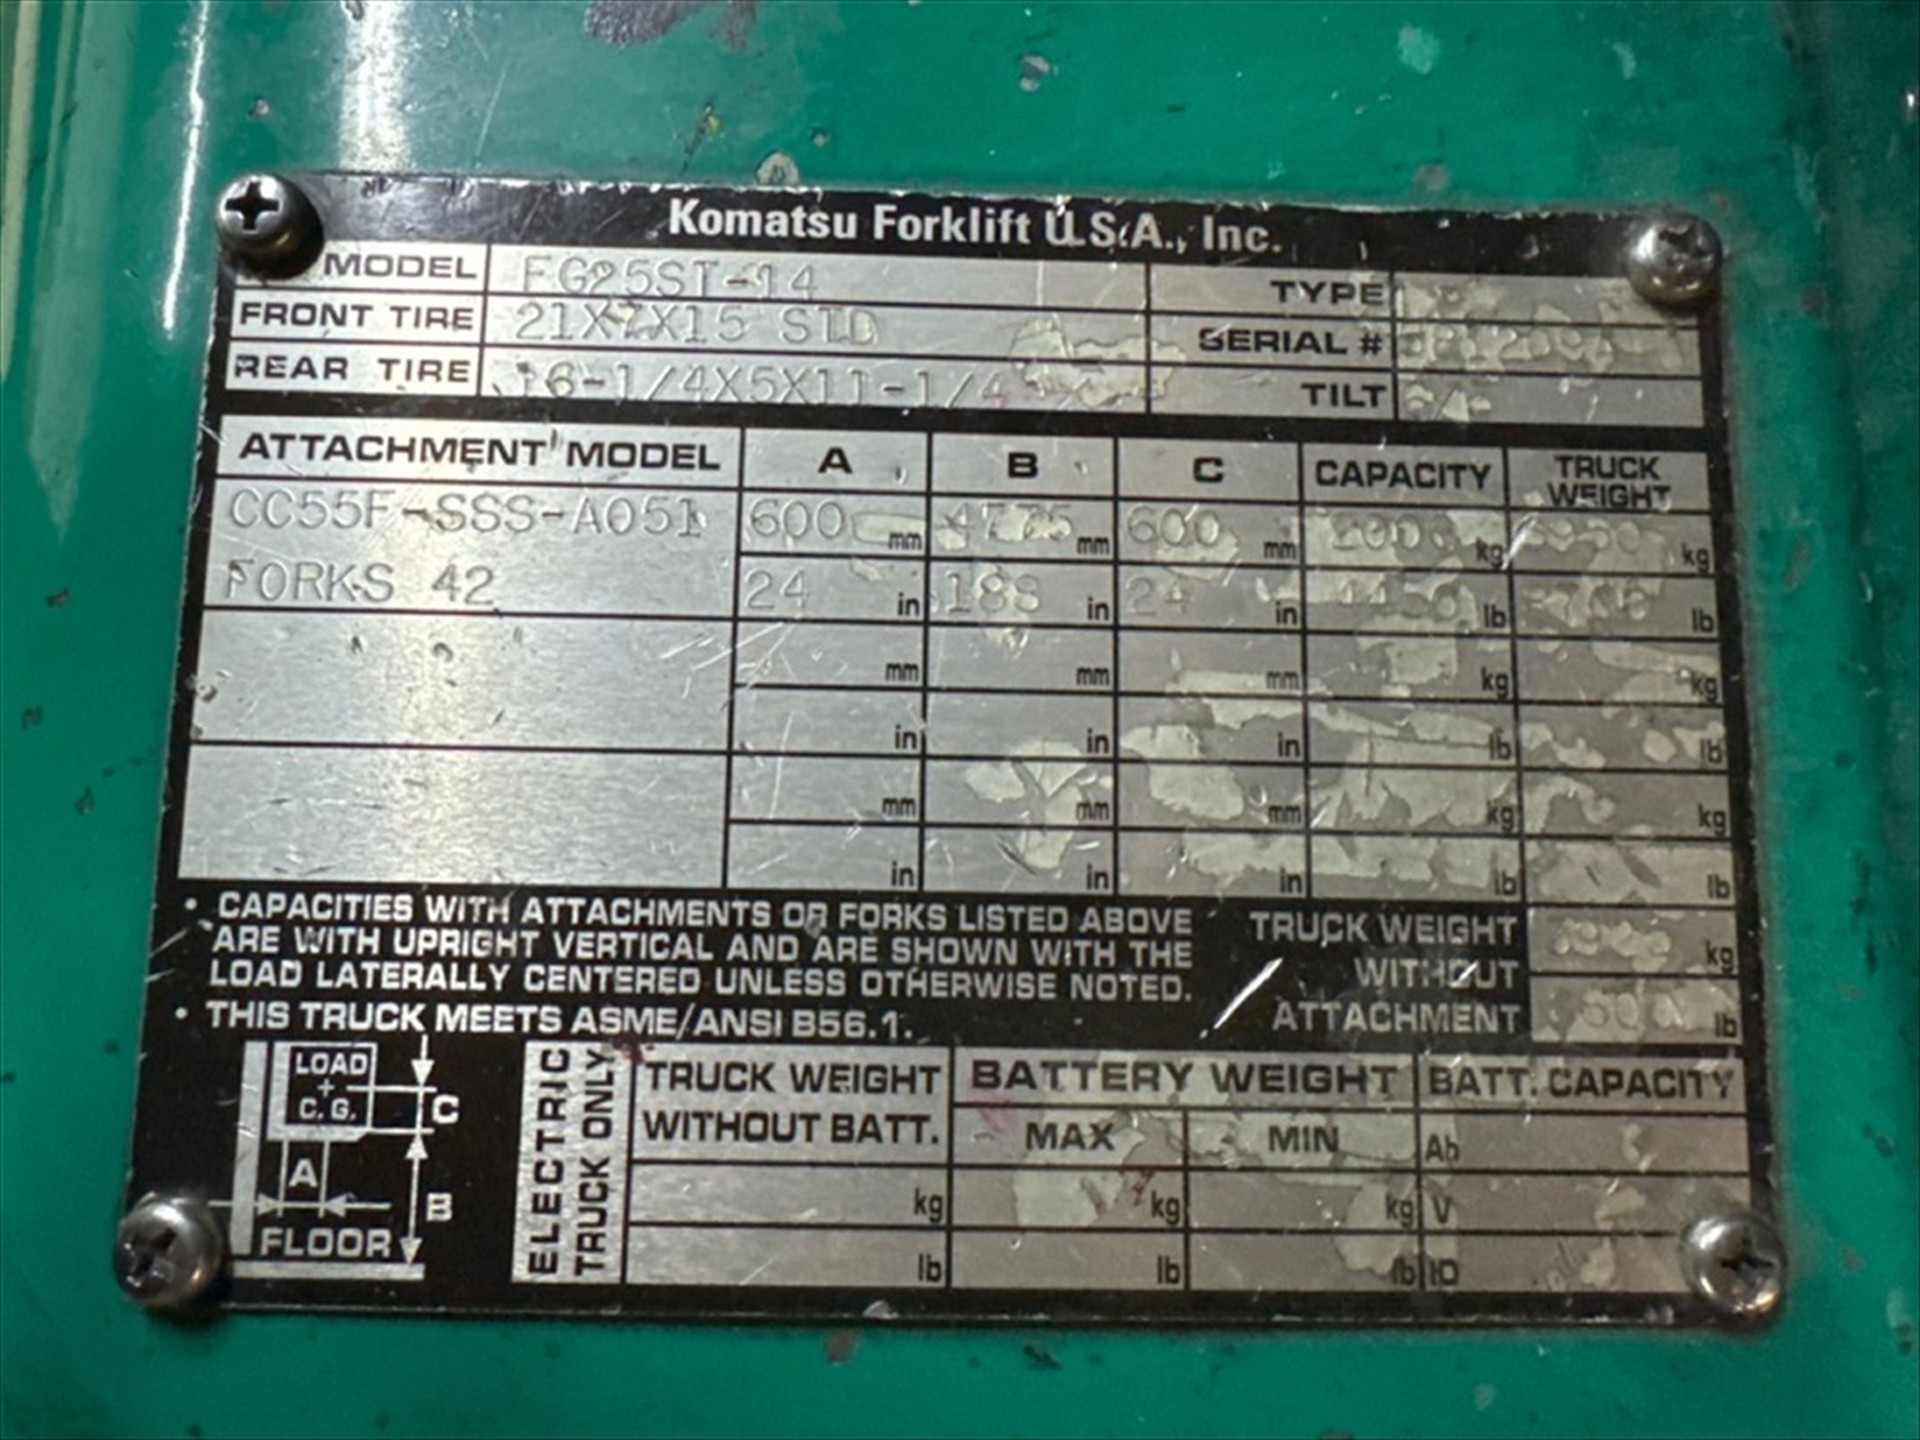 Komatsu Forklift U.S.A., Inc.
MODEL FG25ST-14 TYPE
FRONT TIRE 21X7X15 STD SERIAL #
REAR TIRE 16-1/4X5X11-1/4 TILT
ATTACHMENT MODEL A B C CAPACITY TRUCK WEIGHT
CC55F-SSS-A051 600 mm 4775 mm 600 mm kg kg
FORKS 42 24 in 188 in 24 in lb lb
mm mm mm kg kg
in in in lb lb
mm mm mm kg kg
in in in lb lb
• CAPACITIES WITH ATTACHMENTS OR FORKS LISTED ABOVE
ARE WITH UPRIGHT VERTICAL AND ARE SHOWN WITH THE
LOAD LATERALLY CENTERED UNLESS OTHERWISE NOTED.
• THIS TRUCK MEETS ASME/ANSI B56.1.
TRUCK WEIGHT
WITHOUT
ATTACHMENT
kg
lb
LOAD
+
C.G.
C
A
B
FLOOR
ELECTRIC
TRUCK ONLY
TRUCK WEIGHT
WITHOUT BATT.
kg
lb
BATTERY WEIGHT
MAX MIN
kg kg
lb lb
BATT. CAPACITY
Ah
V